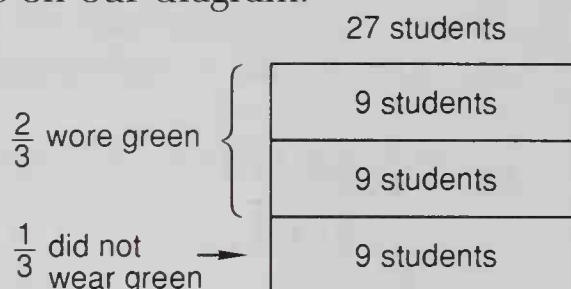 on our diagram.
27 students
9 students
2/3 wore green
9 students
1/3 did not
wear green
9 students